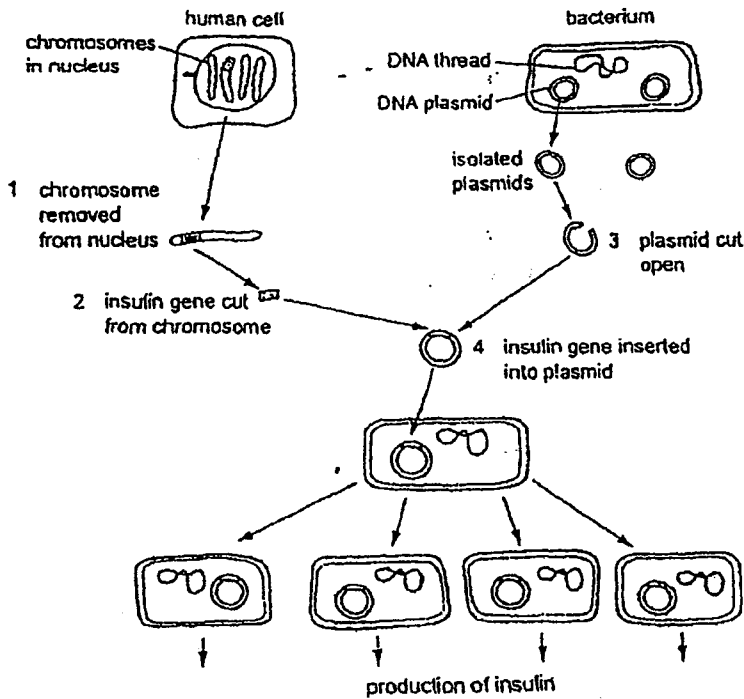 human cell
chromosomes
in nucleus
bacterium
DNA thread
DNA plasmid
isolated
plasmids
1 chromosome
removed
from nucleus
2 insulin gene cut
from chromosome
3 plasmid cut
open
4 insulin gene inserted
into plasmid
production of insulin